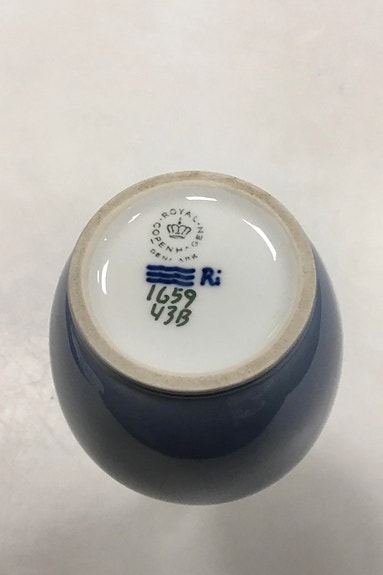 ROYAL
COPENHAGEN
DENMARK
Ri
1659
43B